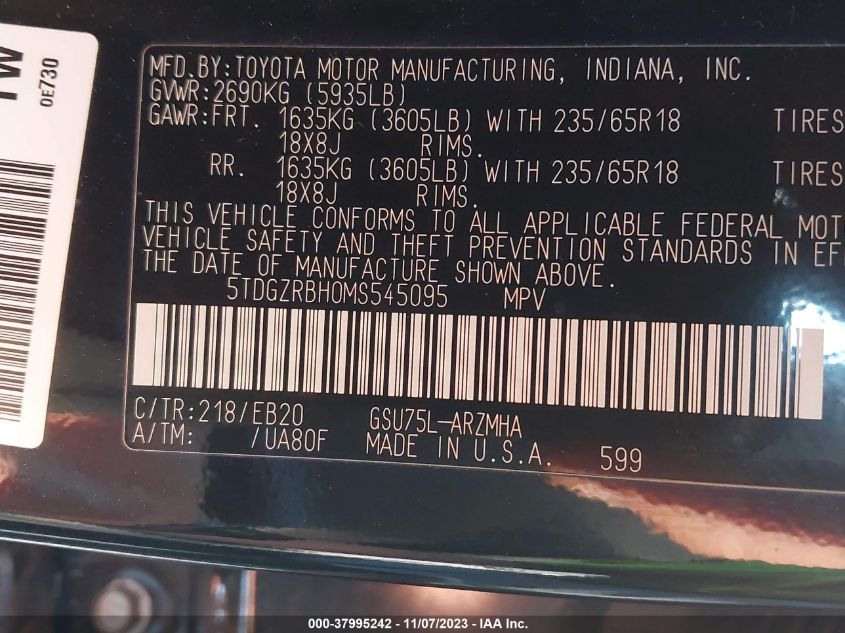 TW
0E730
MFD.BY:TOYOTA MOTOR MANUFACTURING, INDIANA, INC.
GVWR:2690KG (5935LB)
GAWR:FRT. 1635KG (3605LB) WITH 235/65R18 TIRES
18X8J RIMS.
RR. 1635KG (3605LB) WITH 235/65R18 TIRES
18X8J RIMS.
THIS VEHICLE CONFORMS TO ALL APPLICABLE FEDERAL MOT
VEHICLE SAFETY AND THEFT PREVENTION STANDARDS IN EF
THE DATE OF MANUFACTURE SHOWN ABOVE.
5TDGZRBH0MS545095 MPV
C/TR:218/EB20 GSU75L-ARZMHA
A/TM: /UA80F MADE IN U.S.A. 599
000-37995242 - 11/07/2023 - IAA Inc.